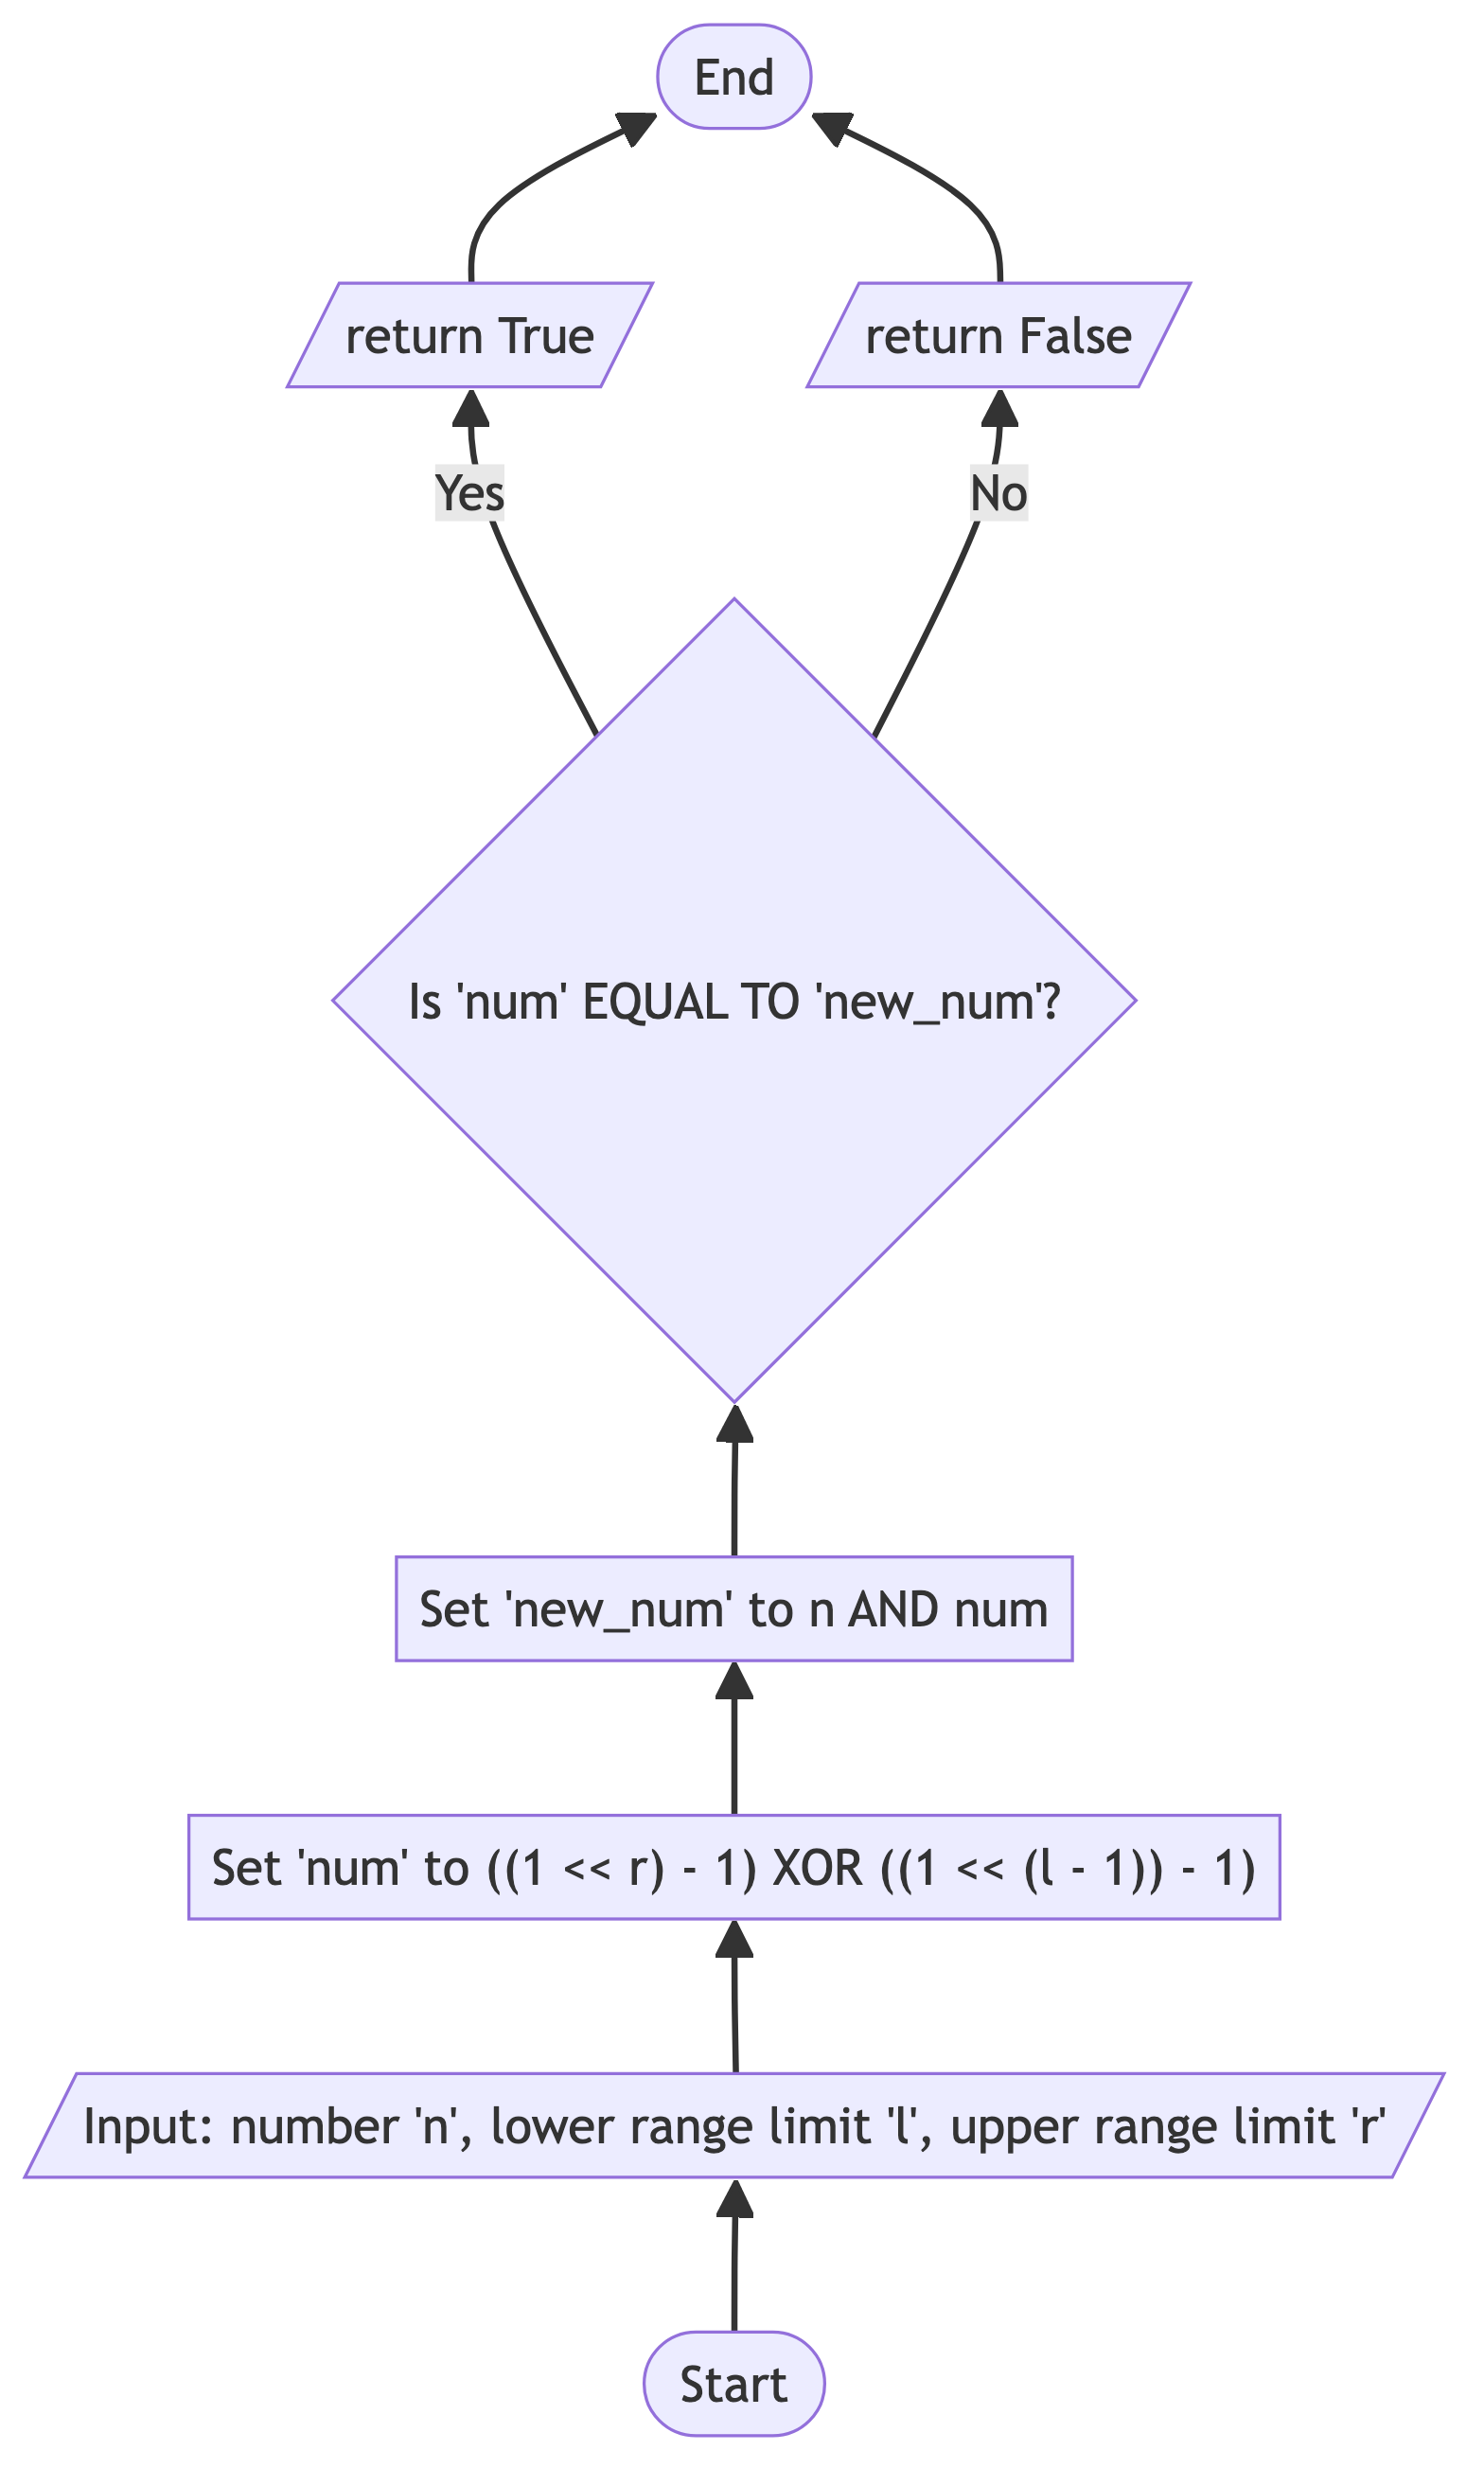 End
return True
return False
Yes
No
Is 'num' EQUAL TO 'new_num'?
Set 'new_num' to n AND num
Set 'num' to ((1 << r) - 1) XOR ((1 << (l - 1)) - 1)
Input: number 'n', lower range limit 'l', upper range limit 'r'
Start